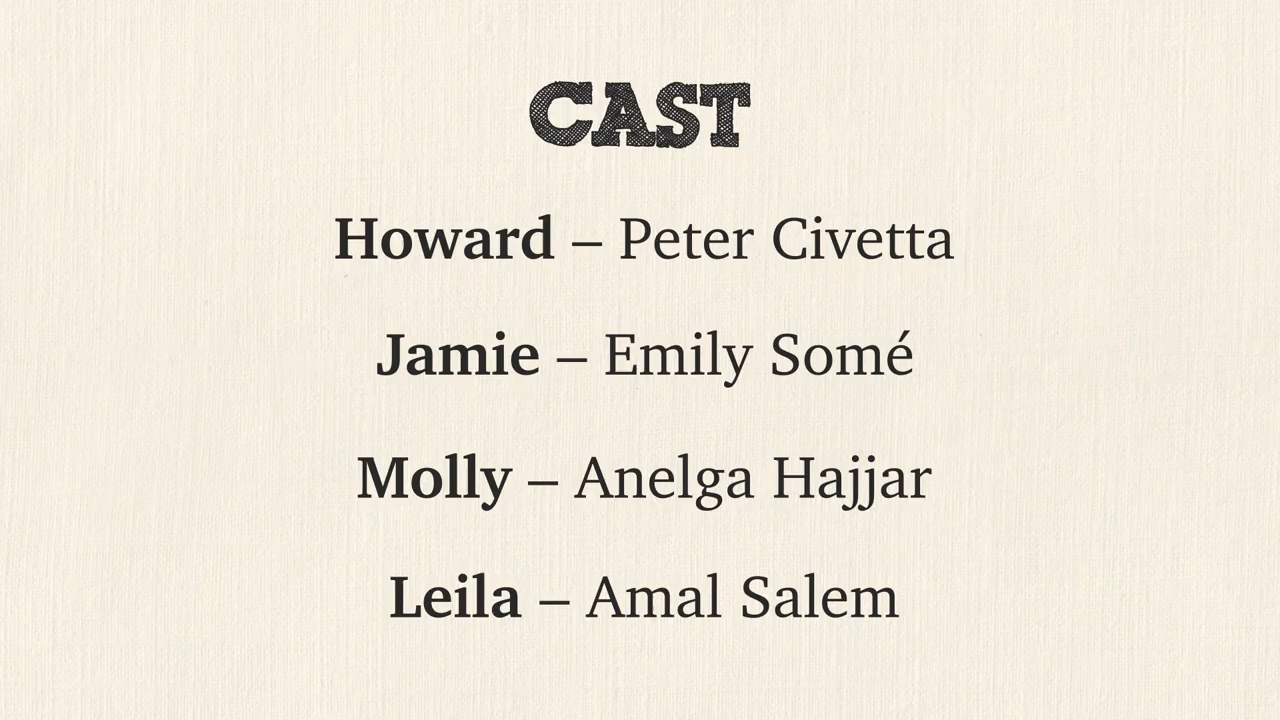 CAST
Howard – Peter Civetta
Jamie – Emily Somé
Molly – Anelga Hajjar
Leila – Amal Salem